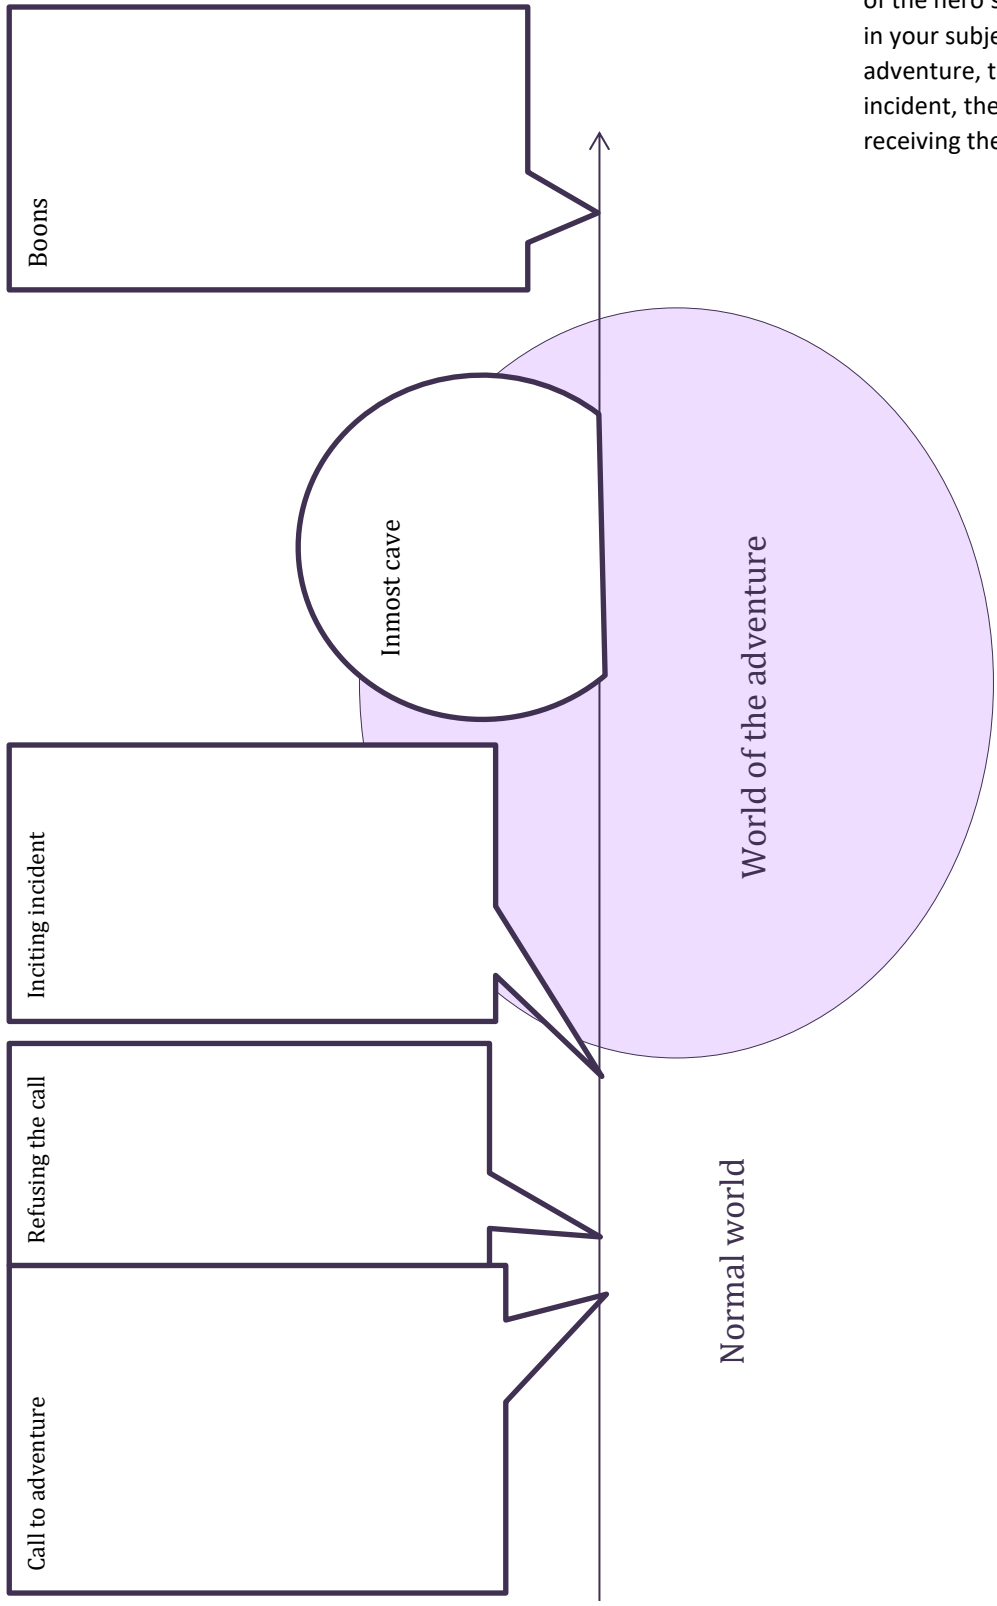 of the hero s
in your subje
adventure, t
incident, the
receiving the
Call to adventure
Refusing the call
Inciting incident
Inmost cave
Boons
Normal world
World of the adventure